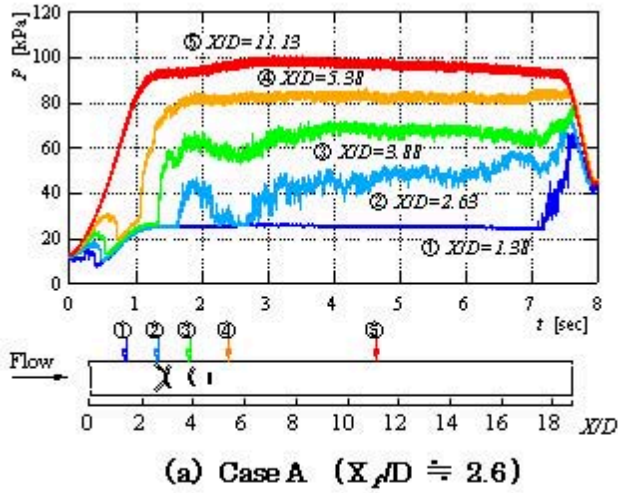 P [kPa]
120
100
80
60
40
20
0
⑤ X/D=11.13
④ X/D=5.38
③ X/D=3.88
② X/D=2.63
① X/D=1.38
0 1 2 3 4 5 6 7 8
t [sec]
① ② ③ ④ ⑤
Flow
0 2 4 6 8 10 12 14 16 18 X/D
(a) Case A (X_f/D ≒ 2.6)